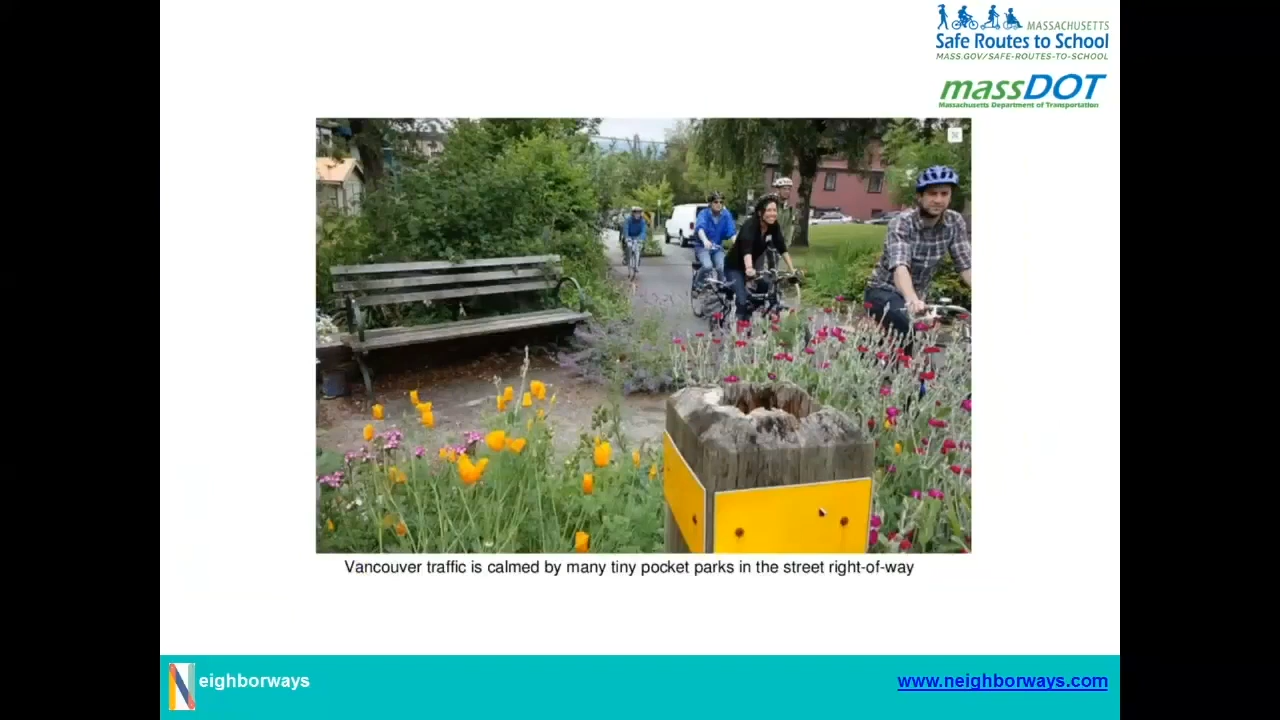 MASSACHUSETTS
Safe Routes to School
MASS.GOV/SAFE-ROUTES-TO-SCHOOL
massDOT
Massachusetts Department of Transportation
Vancouver traffic is calmed by many tiny pocket parks in the street right-of-way
Neighborways
www.neighborways.com